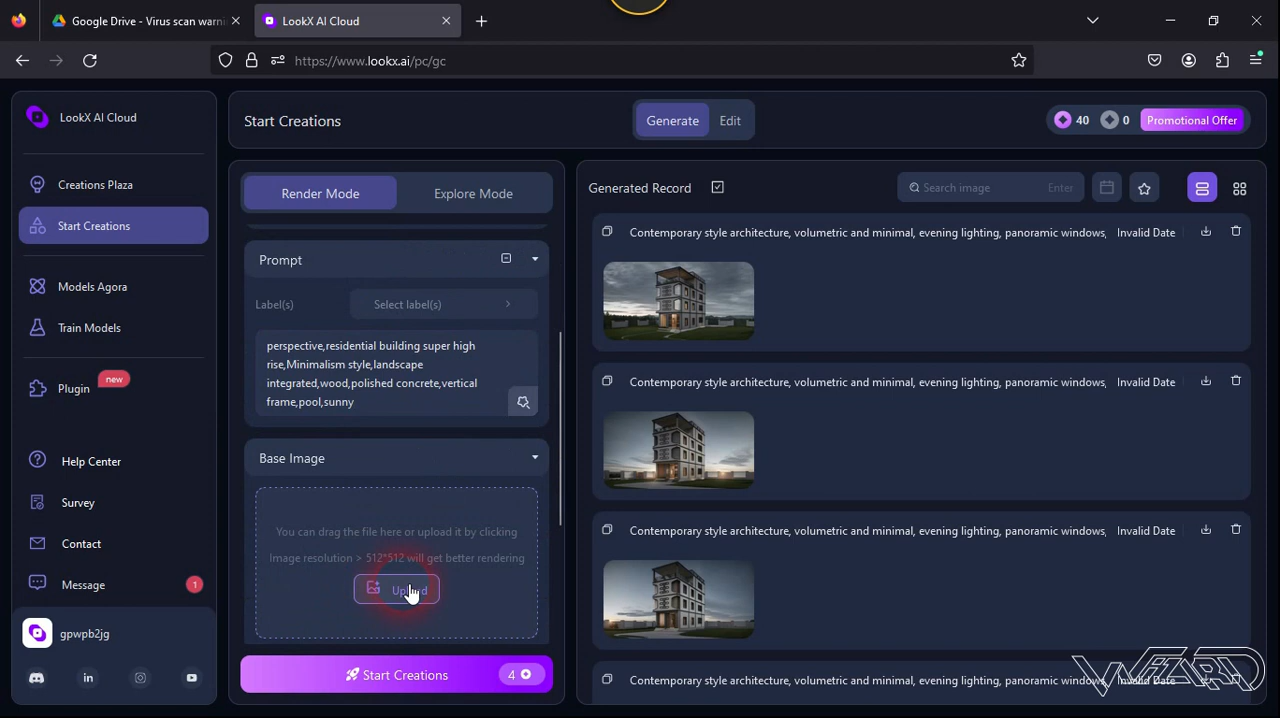 Google Drive - Virus scan warni
LookX AI Cloud
https://www.lookx.ai/pc/gc
LookX AI Cloud
Start Creations
Generate
Edit
40
0
Promotional Offer
Creations Plaza
Start Creations
Models Agora
Train Models
Plugin
new
Help Center
Survey
Contact
Message
1
gpwpb2jg
Render Mode
Explore Mode
Prompt
Label(s)
Select label(s)
perspective,residential building super high
rise,Minimalism style,landscape
integrated,wood,polished concrete,vertical
frame,pool,sunny
Base Image
You can drag the file here or upload it by clicking
Image resolution > 512*512 will get better rendering
Upload
Start Creations
4
Generated Record
Search image
Enter
Contemporary style architecture, volumetric and minimal, evening lighting, panoramic windows,
Invalid Date
Contemporary style architecture, volumetric and minimal, evening lighting, panoramic windows,
Invalid Date
Contemporary style architecture, volumetric and minimal, evening lighting, panoramic windows,
Invalid Date
Contemporary style architecture, volumetric and minimal, evening lighting, panoramic windows,
Invalid Date